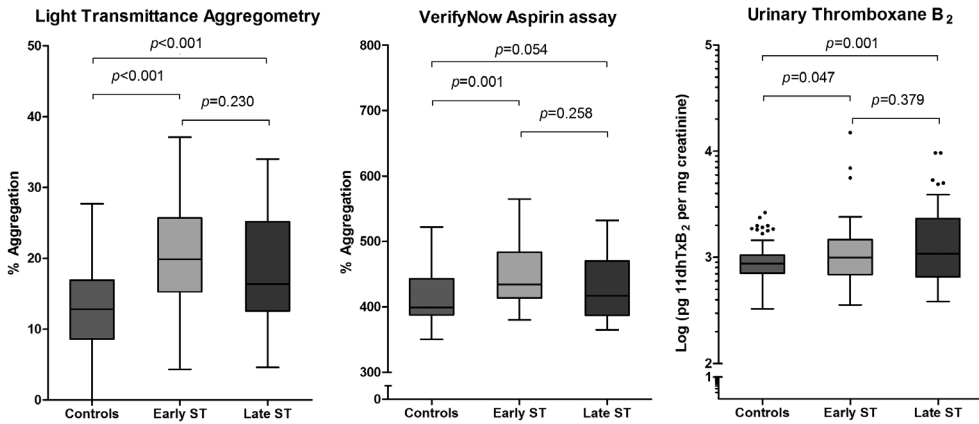 Light Transmittance Aggregometry
% Aggregation
50
40
30
20
10
0
p<0.001
p<0.001
p=0.230
Controls
Early ST
Late ST
VerifyNow Aspirin assay
% Aggregation
800
700
600
500
400
300
0
p=0.054
p=0.001
p=0.258
Controls
Early ST
Late ST
Urinary Thromboxane B₂
Log (pg 11dhTxB₂ per mg creatinine)
5
4
3
2
1
p=0.001
p=0.047
p=0.379
Controls
Early ST
Late ST